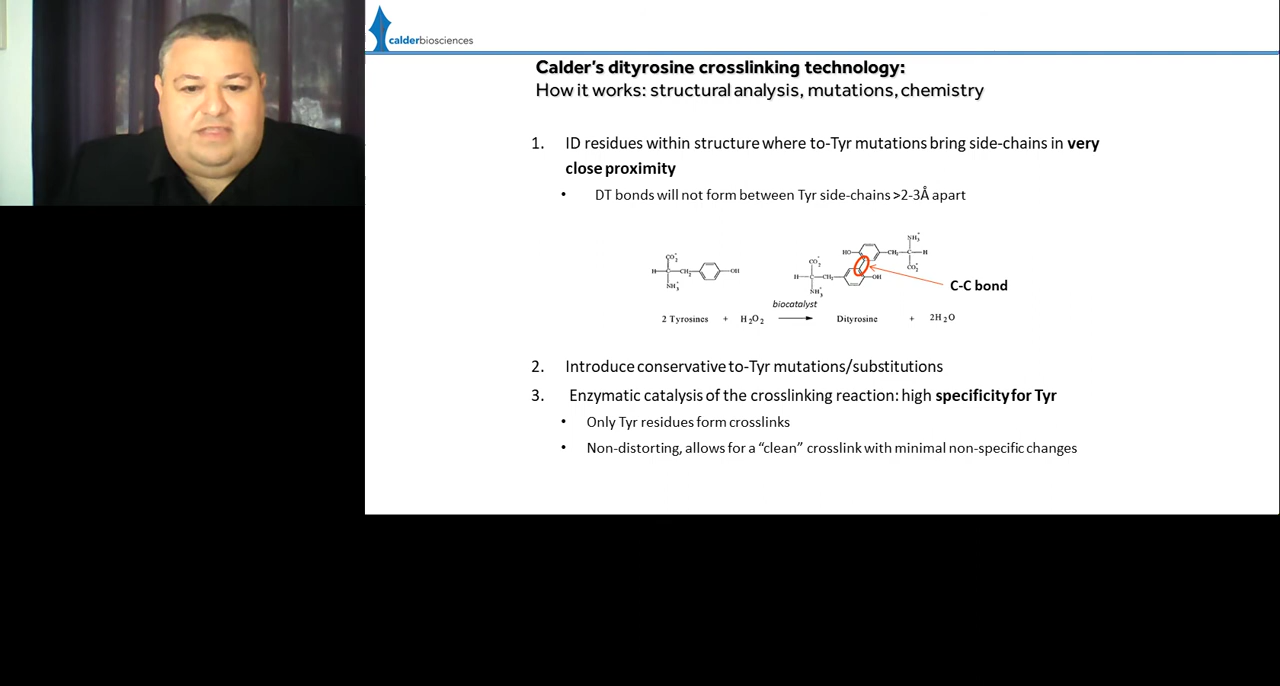 calderbiosciences
Calder's dityrosine crosslinking technology:
How it works: structural analysis, mutations, chemistry
1. ID residues within structure where to-Tyr mutations bring side-chains in very
close proximity
• DT bonds will not form between Tyr side-chains >2-3Å apart
NH₃⁺
HO
CH₂
C
H
CO₂⁻
CO₂⁻
H
C
CH₂
OH
NH₃⁺
CO₂⁻
H
C
CH₂
OH
NH₃⁺
C-C bond
biocatalyst
2 Tyrosines + H₂O₂ Dityrosine + 2H₂O
2. Introduce conservative to-Tyr mutations/substitutions
3. Enzymatic catalysis of the crosslinking reaction: high specificity for Tyr
• Only Tyr residues form crosslinks
• Non-distorting, allows for a “clean” crosslink with minimal non-specific changes